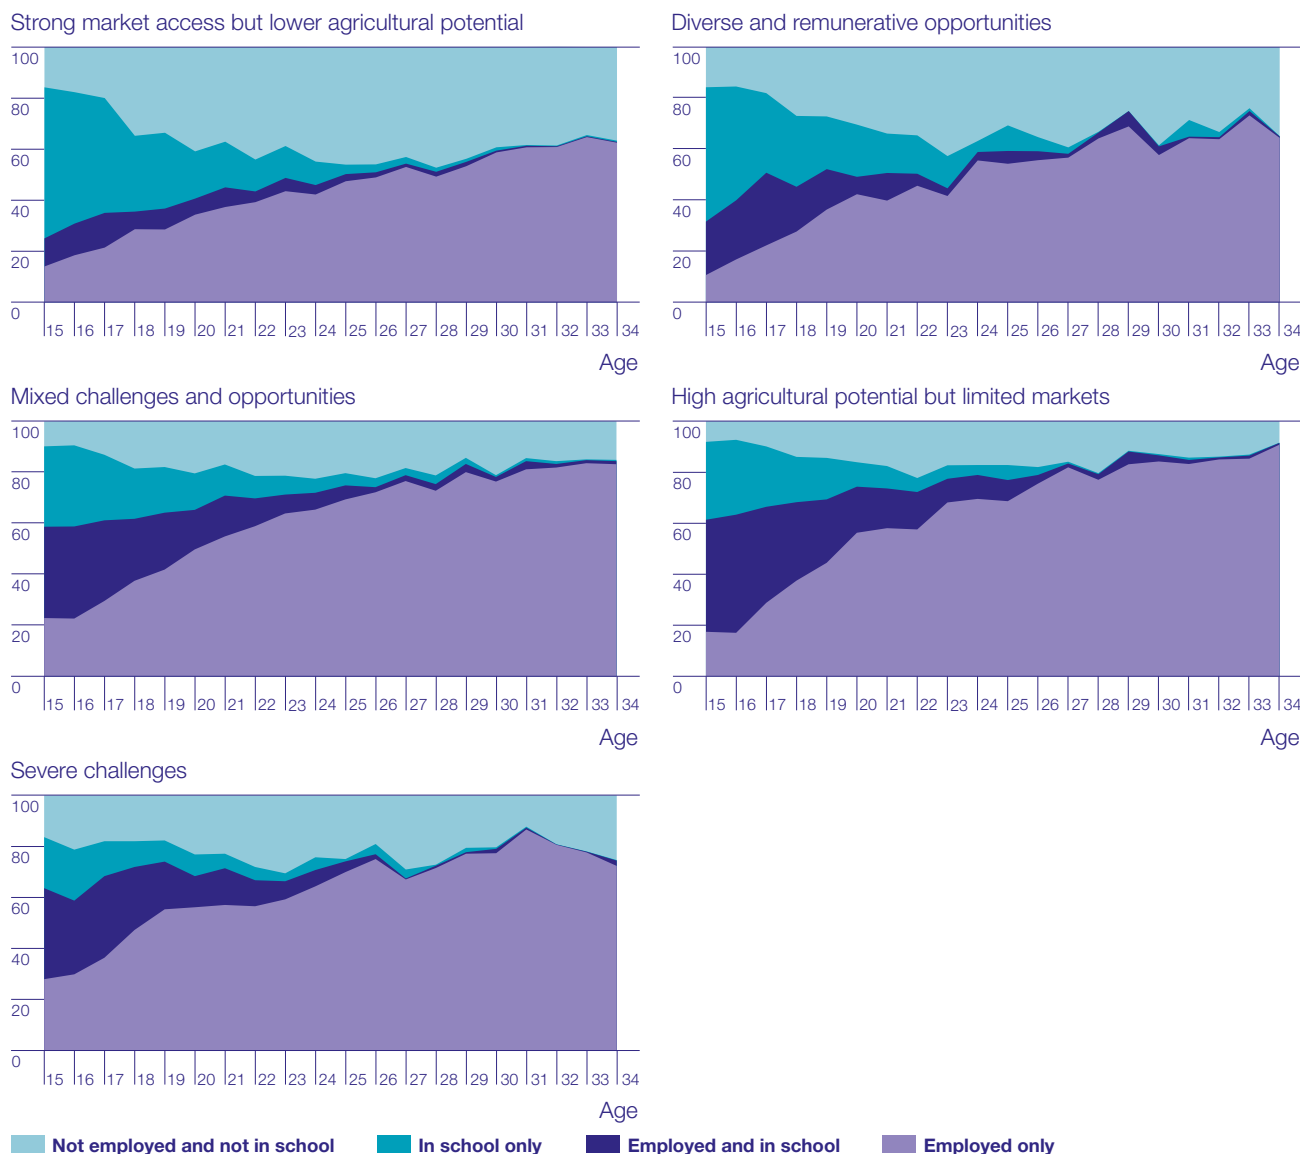 Strong market access but lower agricultural potential
100
80
60
40
20
0
15 16 17 18 19 20 21 22 23 24 25 26 27 28 29 30 31 32 33 34
Age
Diverse and remunerative opportunities
100
80
60
40
20
0
15 16 17 18 19 20 21 22 23 24 25 26 27 28 29 30 31 32 33 34
Age
Mixed challenges and opportunities
100
80
60
40
20
0
15 16 17 18 19 20 21 22 23 24 25 26 27 28 29 30 31 32 33 34
Age
High agricultural potential but limited markets
100
80
60
40
20
0
15 16 17 18 19 20 21 22 23 24 25 26 27 28 29 30 31 32 33 34
Age
Severe challenges
100
80
60
40
20
0
15 16 17 18 19 20 21 22 23 24 25 26 27 28 29 30 31 32 33 34
Age
Not employed and not in school In school only Employed and in school Employed only